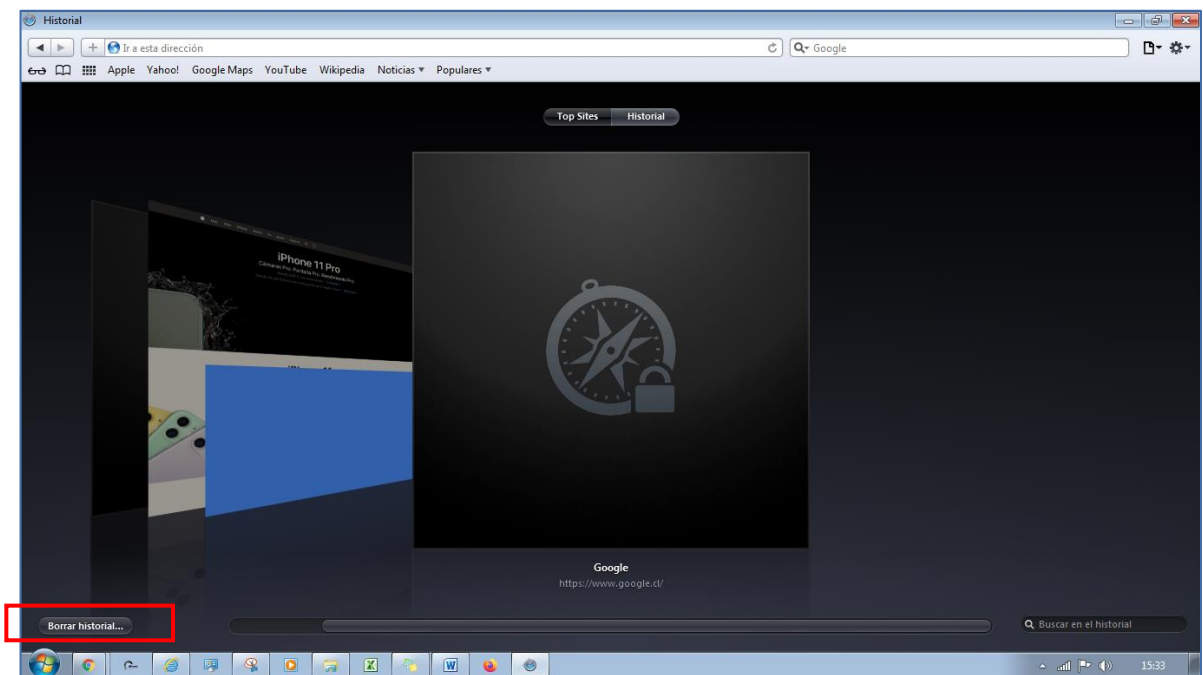 Historial
Ir a esta dirección
Google
Apple Yahoo! Google Maps YouTube Wikipedia Noticias Populares
Top Sites Historial
iPhone 11 Pro
Google
https://www.google.cl/
Borrar historial...
Buscar en el historial
15:33